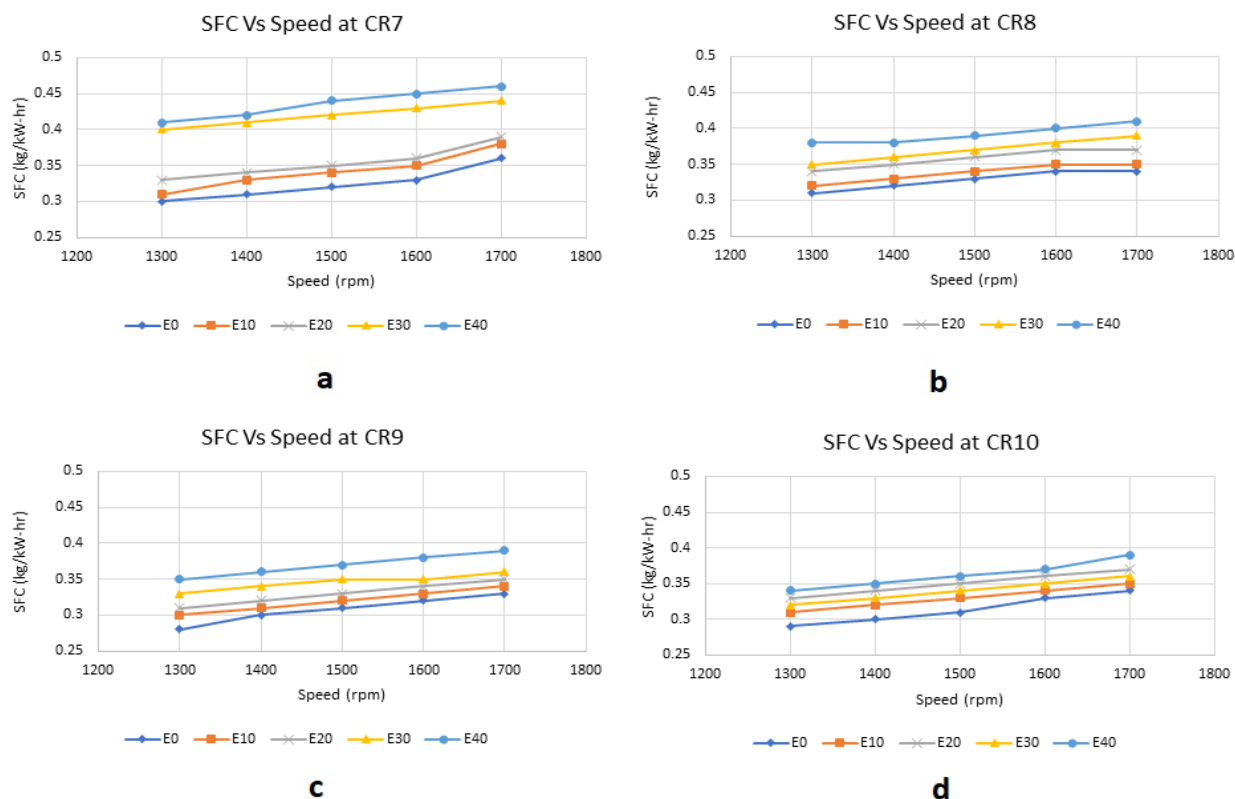 SFC Vs Speed at CR7
0.5
0.45
0.4
0.35
0.3
0.25
SFC (kg/kW-hr)
1200 1300 1400 1500 1600 1700 1800
Speed (rpm)
E0 E10 E20 E30 E40
a
SFC Vs Speed at CR8
0.5
0.45
0.4
0.35
0.3
0.25
SFC (kg/kW-hr)
1200 1300 1400 1500 1600 1700 1800
Speed (rpm)
E0 E10 E20 E30 E40
b
SFC Vs Speed at CR9
0.5
0.45
0.4
0.35
0.3
0.25
SFC (kg/kW-hr)
1200 1300 1400 1500 1600 1700 1800
Speed (rpm)
E0 E10 E20 E30 E40
c
SFC Vs Speed at CR10
0.5
0.45
0.4
0.35
0.3
0.25
SFC (kg/kW-hr)
1200 1300 1400 1500 1600 1700 1800
Speed (rpm)
E0 E10 E20 E30 E40
d